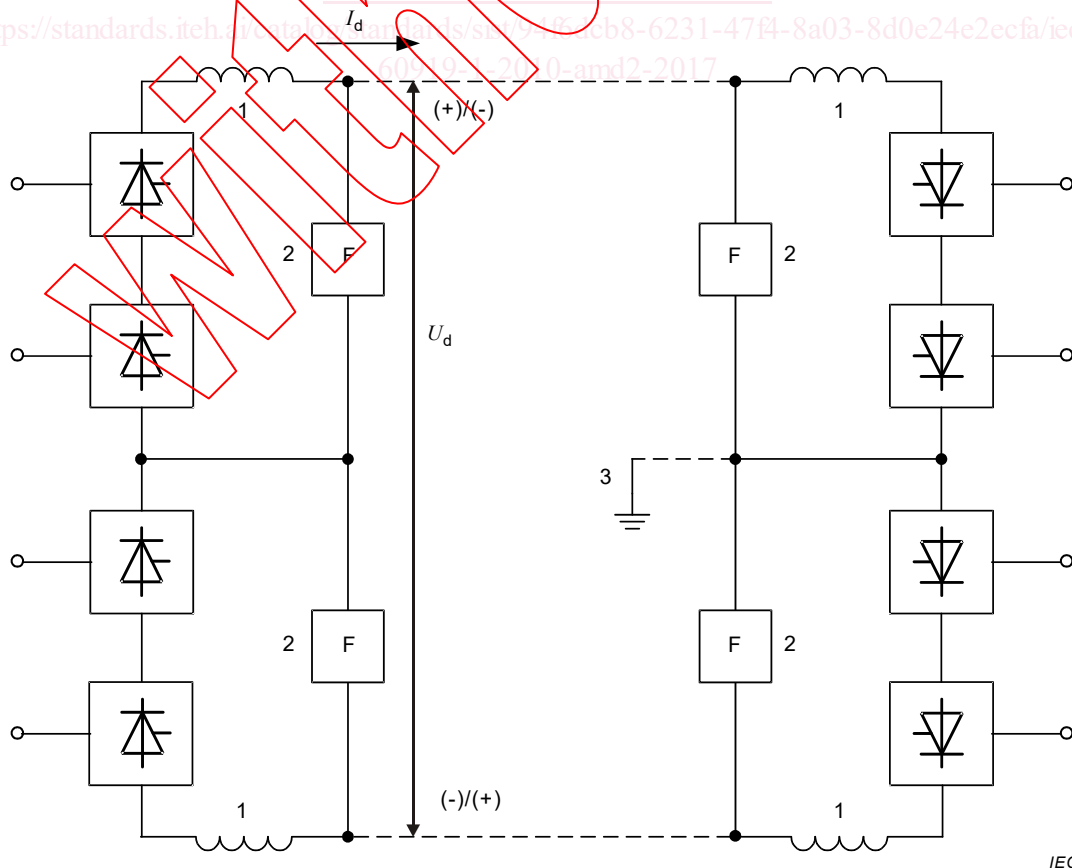 I_d
ps://standards.iteh.ai/catalog/standards/sist/94f6dcb8-6231-47f4-8a03-8d0e24e2ecfa/iec
60919-1-2010-amd2-2017
1
(+)/(-)
1
2
F
F
2
U_d
3
2
F
F
2
1
(-)/(+)
1
IEC